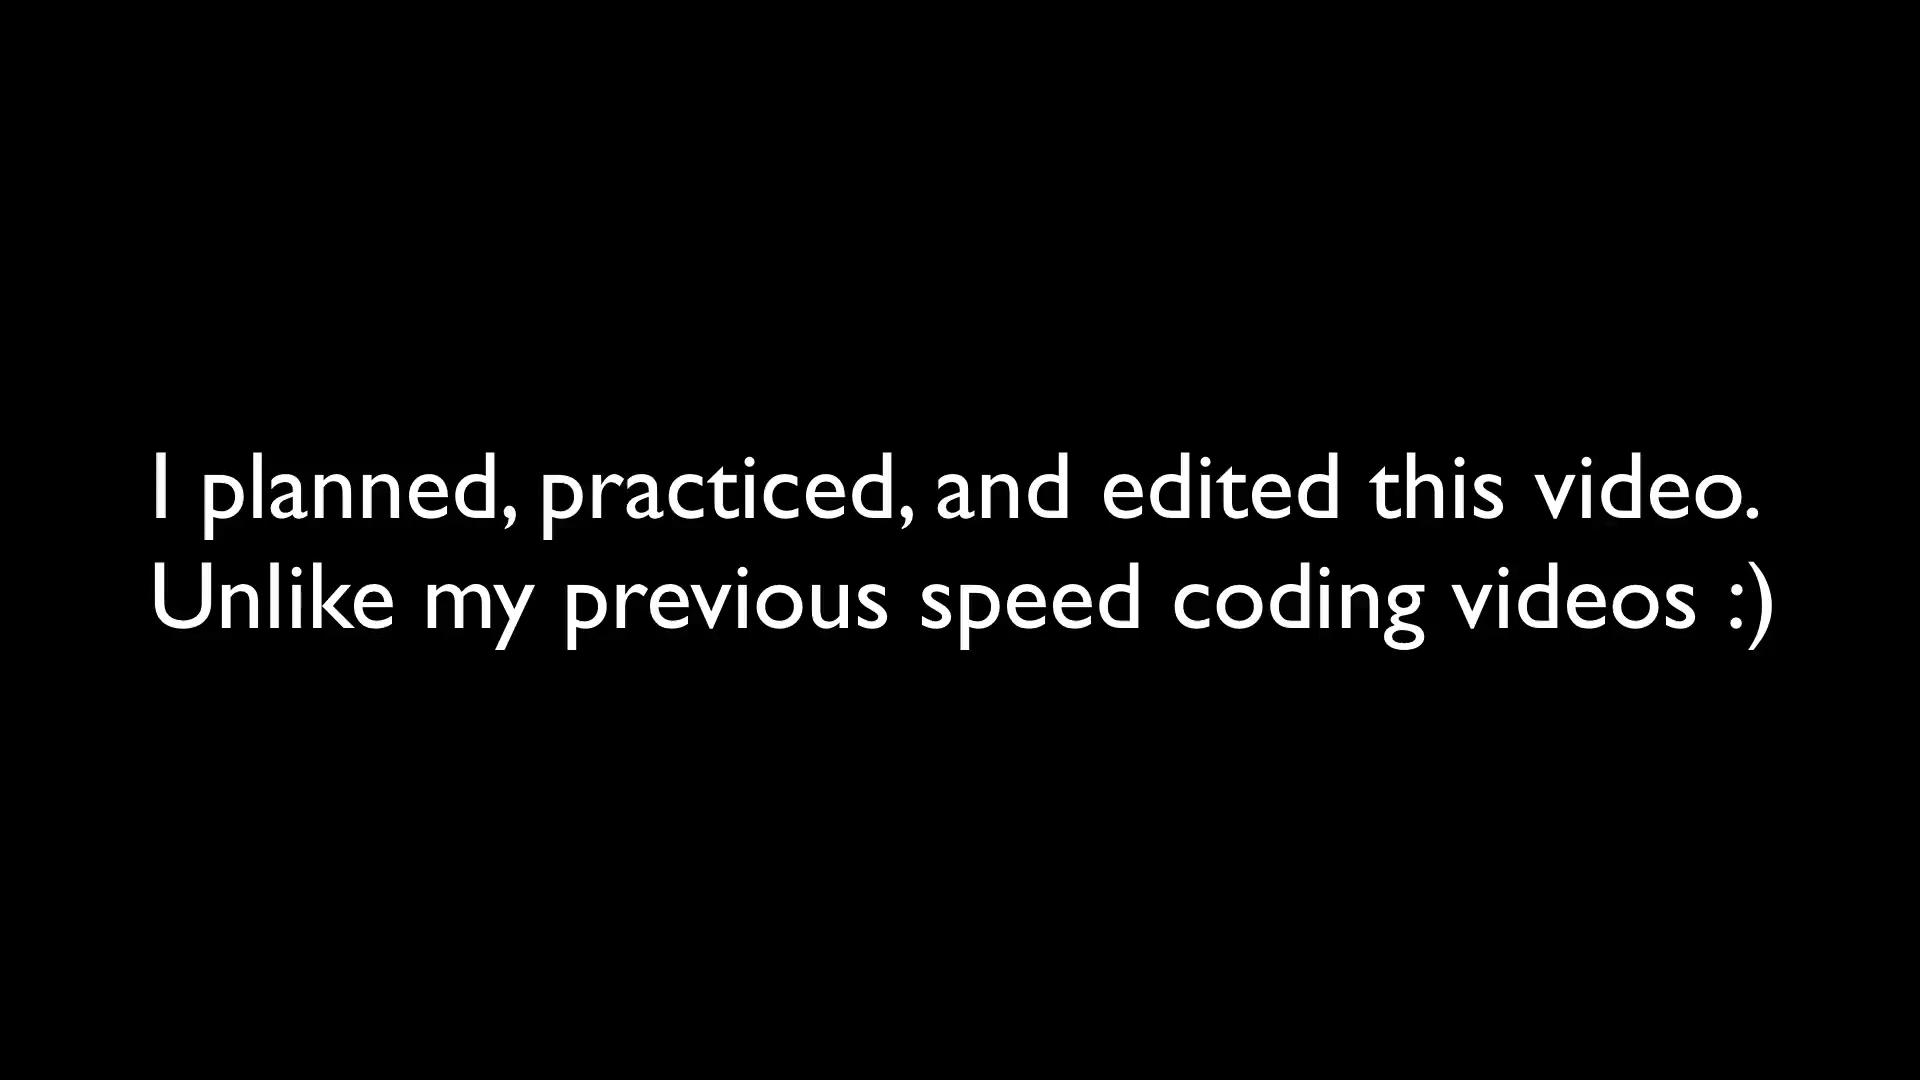 I planned, practiced, and edited this video.
Unlike my previous speed coding videos :)